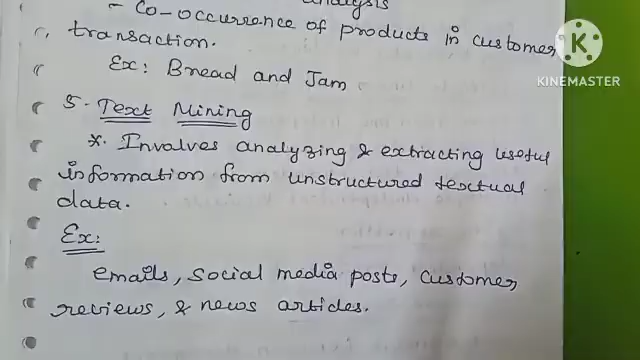 analysis
- Co-occurrence of products in customer
transaction.
Ex: Bread and Jam
5. Text Mining
*. Involves analyzing & extracting useful
information from unstructured textual
data.
Ex:
emails, social media posts, customer,
reviews, & news articles.
KINEMASTER